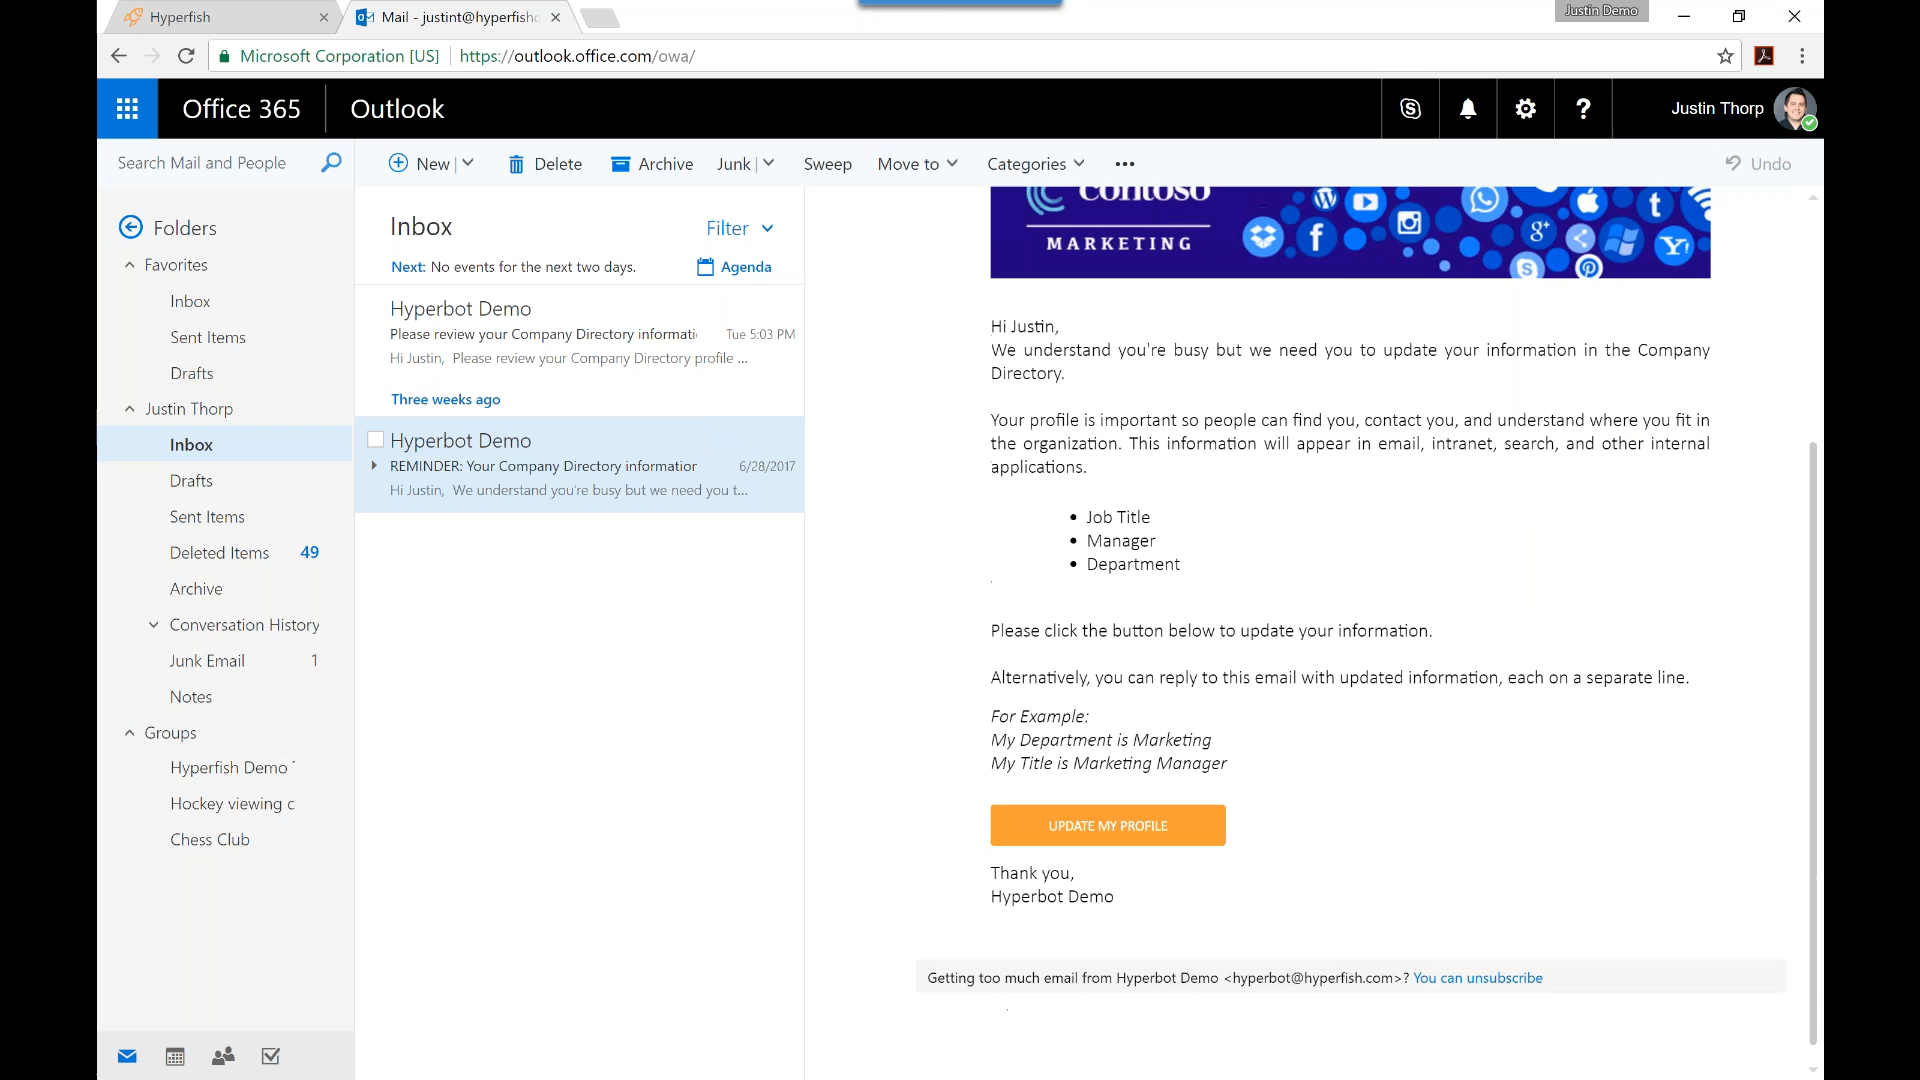 Hyperfish
Mail - justint@hyperfish
Justin Demo
Microsoft Corporation [US]
https://outlook.office.com/owa/
Office 365
Outlook
Justin Thorp
Search Mail and People
New
Delete
Archive
Junk
Sweep
Move to
Categories
Undo
Folders
Favorites
Inbox
Sent Items
Drafts
Justin Thorp
Inbox
Drafts
Sent Items
Deleted Items 49
Archive
Conversation History
Junk Email 1
Notes
Groups
Hyperfish Demo
Hockey viewing c
Chess Club
Inbox
Filter
Next: No events for the next two days.
Agenda
Hyperbot Demo
Please review your Company Directory informati
Tue 5:03 PM
Hi Justin, Please review your Company Directory profile ...
Three weeks ago
Hyperbot Demo
REMINDER: Your Company Directory information
6/28/2017
Hi Justin, We understand you're busy but we need you t...
contoso
MARKETING
Hi Justin,
We understand you're busy but we need you to update your information in the Company
Directory.
Your profile is important so people can find you, contact you, and understand where you fit in
the organization. This information will appear in email, intranet, search, and other internal
applications.
• Job Title
• Manager
• Department
Please click the button below to update your information.
Alternatively, you can reply to this email with updated information, each on a separate line.
For Example:
My Department is Marketing
My Title is Marketing Manager
UPDATE MY PROFILE
Thank you,
Hyperbot Demo
Getting too much email from Hyperbot Demo <hyperbot@hyperfish.com>? You can unsubscribe